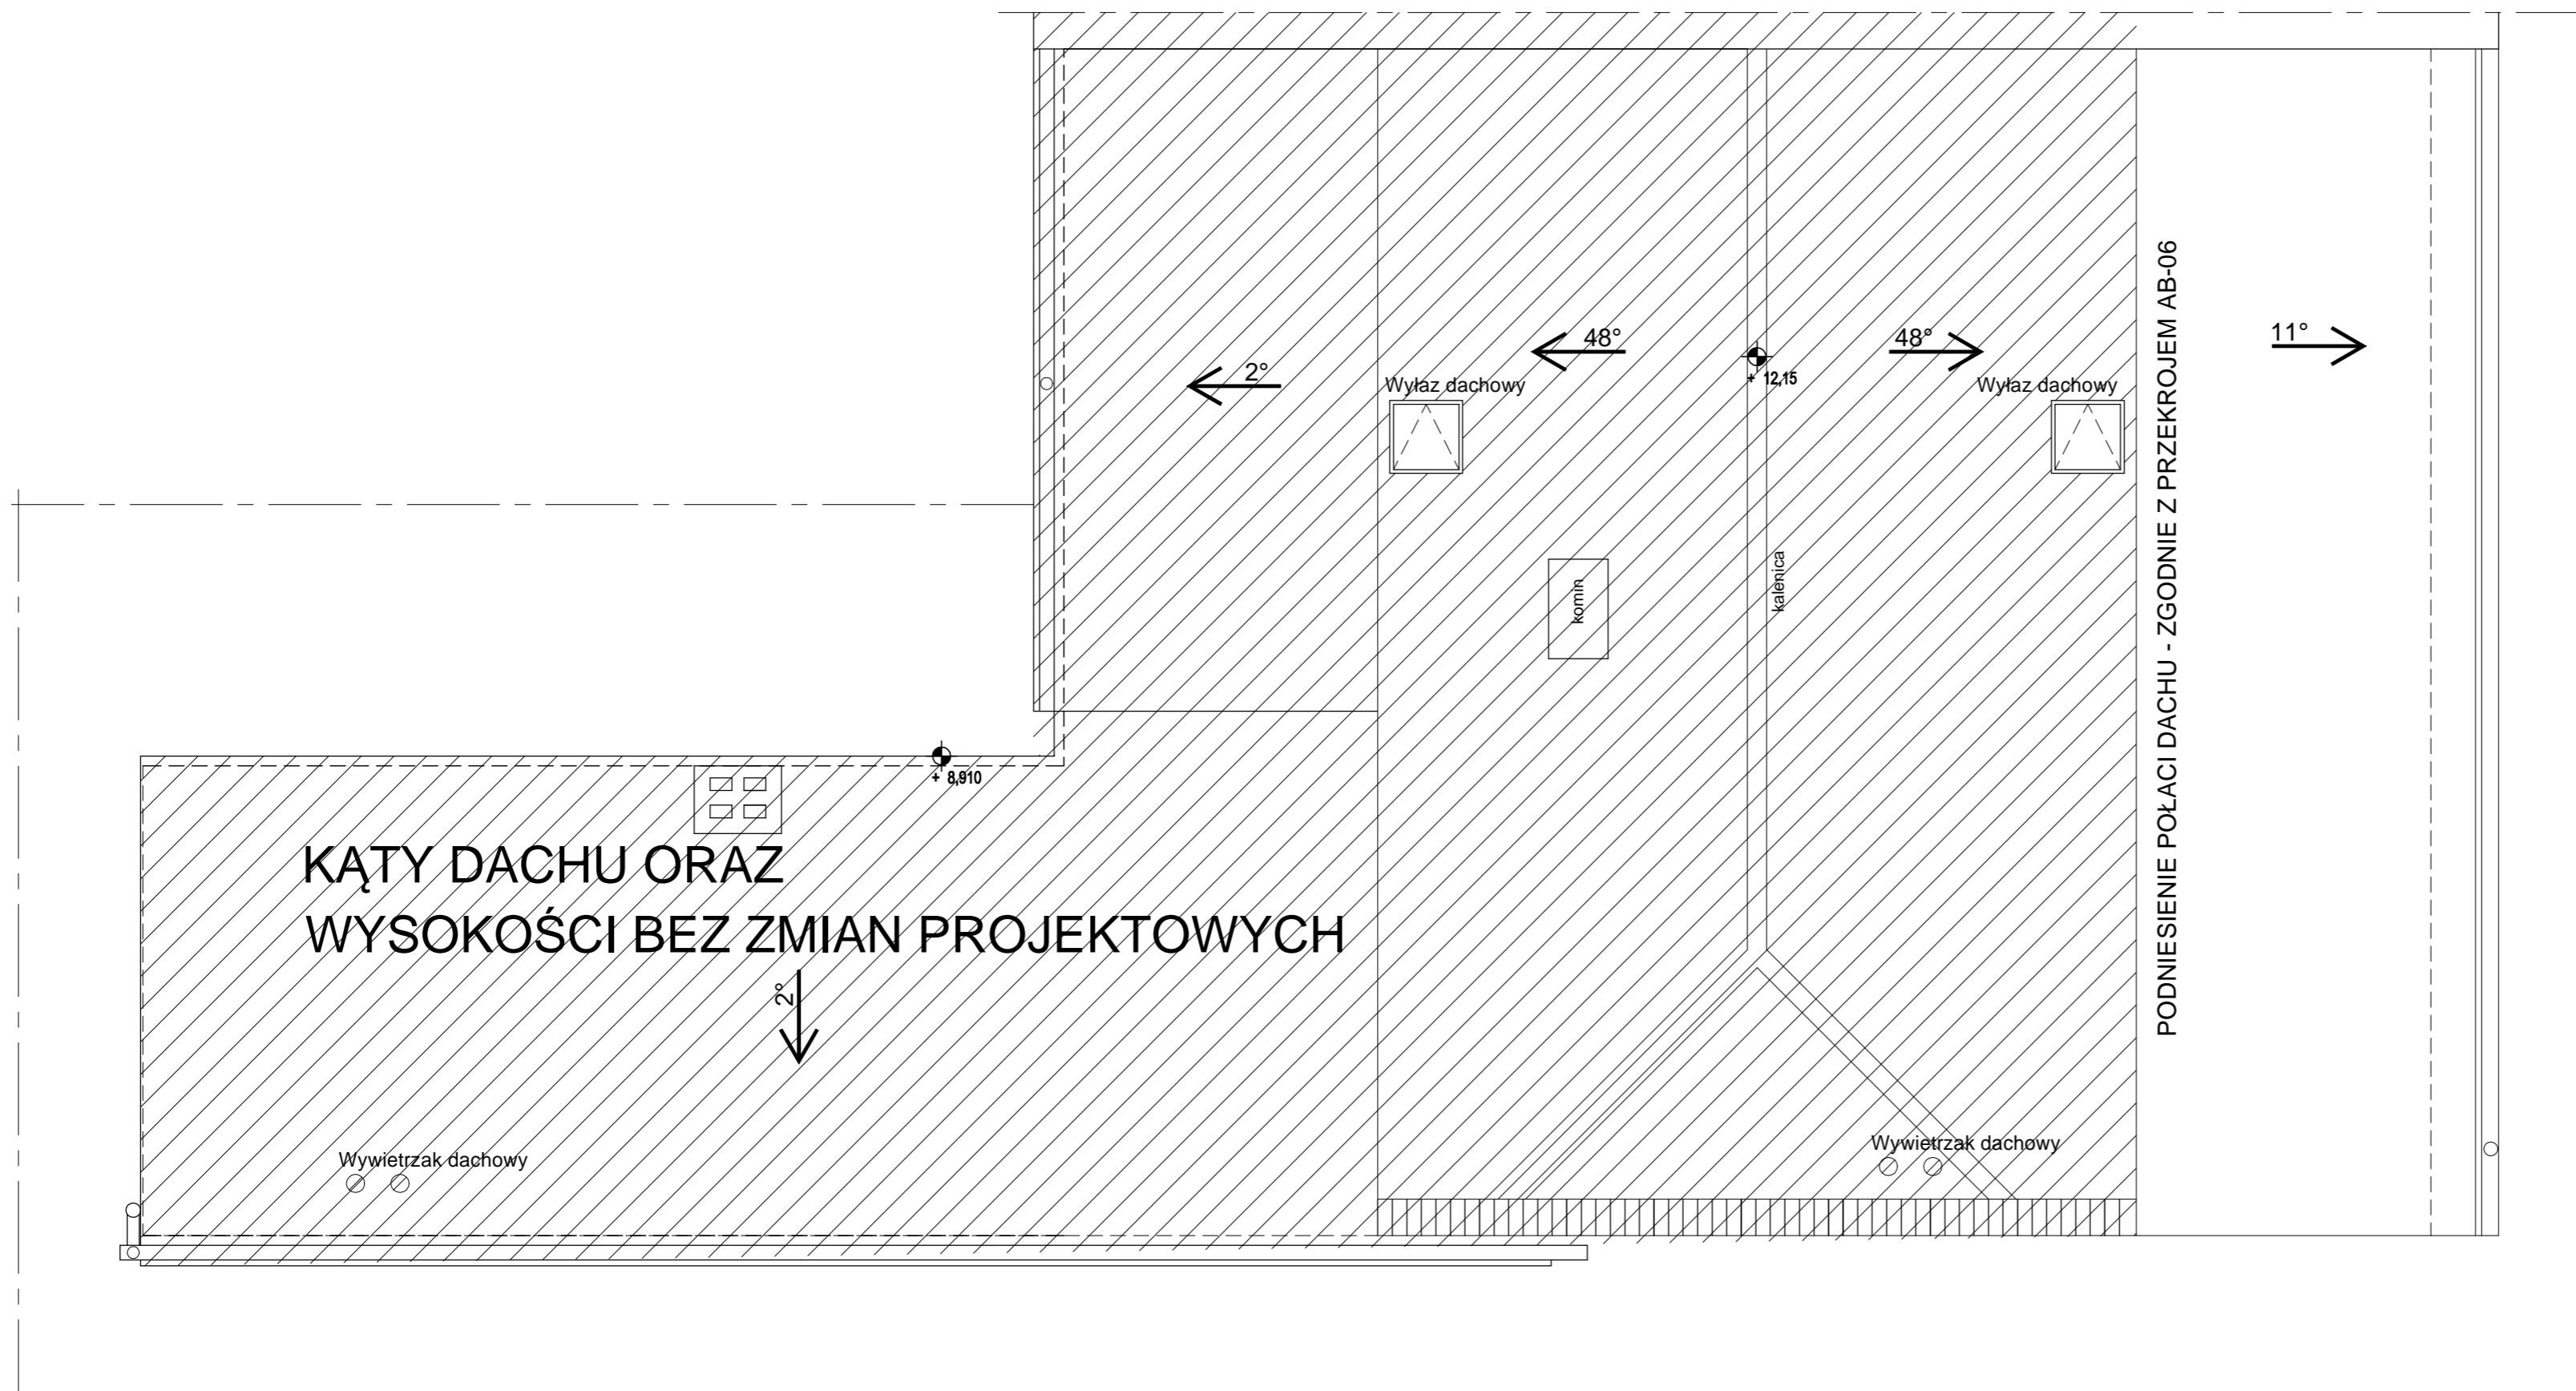 48°
48°
11°
2°
+ 12,15
Wyłaz dachowy
Wyłaz dachowy
PODNIESIENIE POŁACI DACHU - ZGODNIE Z PRZEKROJEM AB-06
komin
kalenica
+ 8,910
KĄTY DACHU ORAZ
WYSOKOŚCI BEZ ZMIAN PROJEKTOWYCH
2°
Wywietrzak dachowy
Wywietrzak dachowy